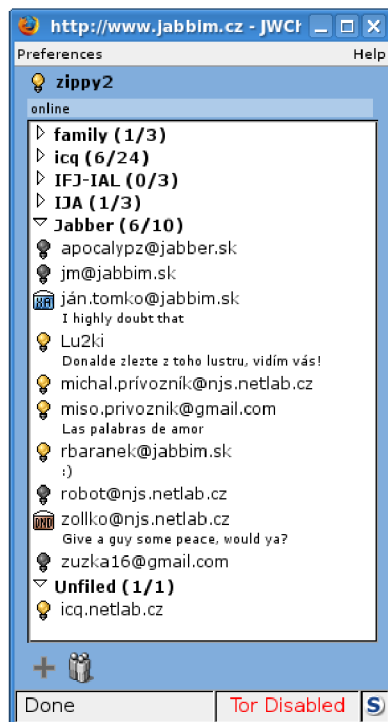 http://www.jabbim.cz - JWCh
Preferences Help
zippy2
online
family (1/3)
icq (6/24)
IFJ-IAL (0/3)
IJA (1/3)
Jabber (6/10)
apocalypz@jabber.sk
jm@jabbim.sk
XA ján.tomko@jabbim.sk
I highly doubt that
Lu2ki
Donalde zlezte z toho lustru, vidím vás!
michal.prívozník@njs.netlab.cz
miso.privoznik@gmail.com
Las palabras de amor
rbaranek@jabbim.sk
:)
robot@njs.netlab.cz
DND zollko@njs.netlab.cz
Give a guy some peace, would ya?
zuzka16@gmail.com
Unfiled (1/1)
icq.netlab.cz
Done Tor Disabled S